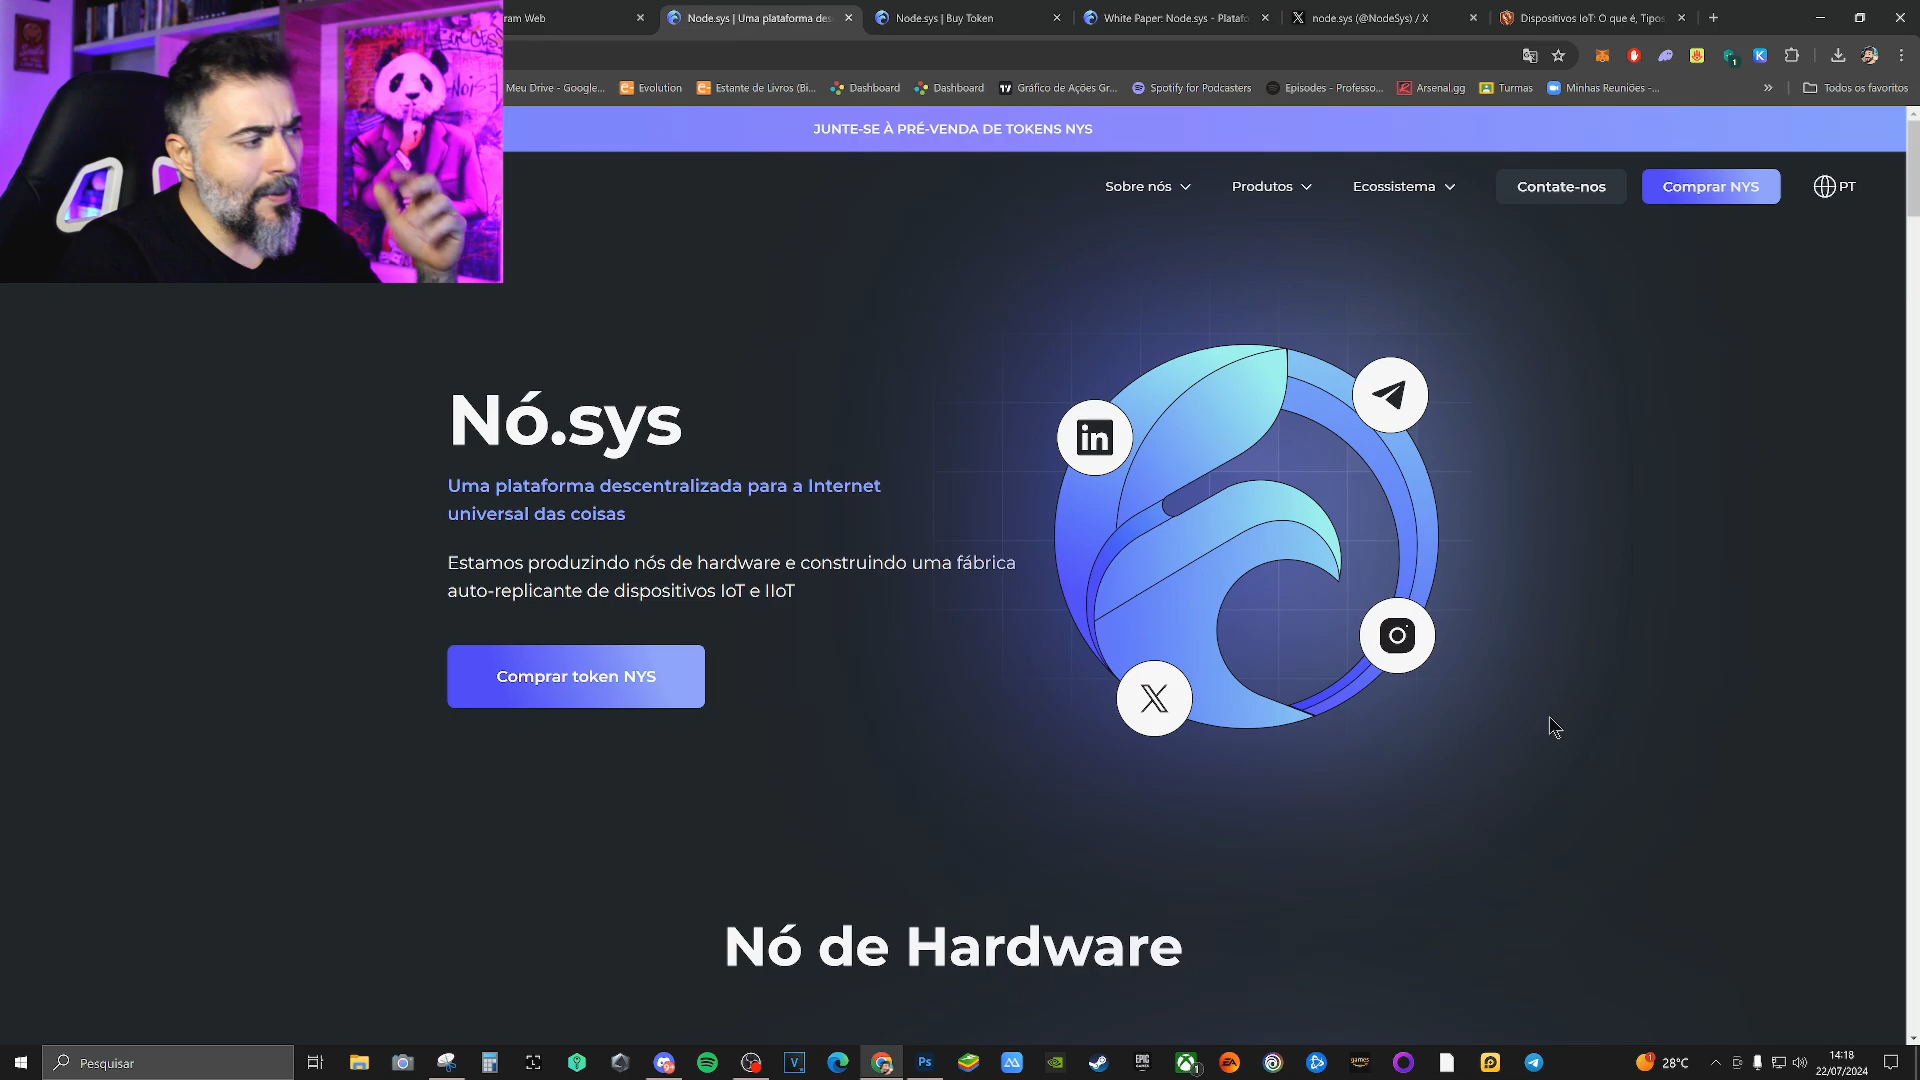 ram Web
Node.sys | Uma plataforma des
Node.sys | Buy Token
White Paper: Node.sys - Platafo
node.sys (@NodeSys) / X
Dispositivos IoT: O que é, Tipos
Meu Drive - Google...
Evolution
Estante de Livros (Bi...
Dashboard
Dashboard
Gráfico de Ações Gr...
Spotify for Podcasters
Episodes - Professo...
Arsenal.gg
Turmas
Minhas Reuniões -...
Todos os favoritos
JUNTE-SE À PRÉ-VENDA DE TOKENS NYS
Sobre nós
Produtos
Ecossistema
Contate-nos
Comprar NYS
PT
Nó.sys
Uma plataforma descentralizada para a Internet
universal das coisas
Estamos produzindo nós de hardware e construindo uma fábrica
auto-replicante de dispositivos IoT e IIoT
Comprar token NYS
Nó de Hardware
Pesquisar
28°C
14:18
22/07/2024